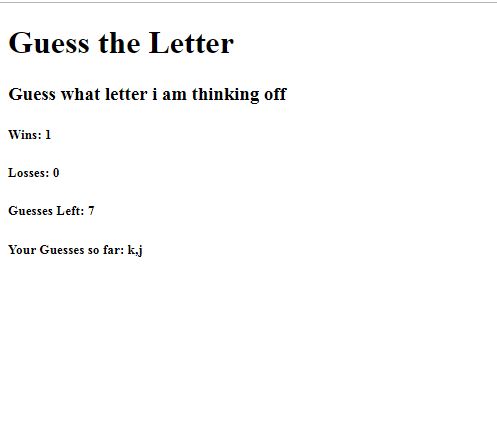 Guess the Letter
Guess what letter i am thinking off
Wins: 1
Losses: 0
Guesses Left: 7
Your Guesses so far: k,j